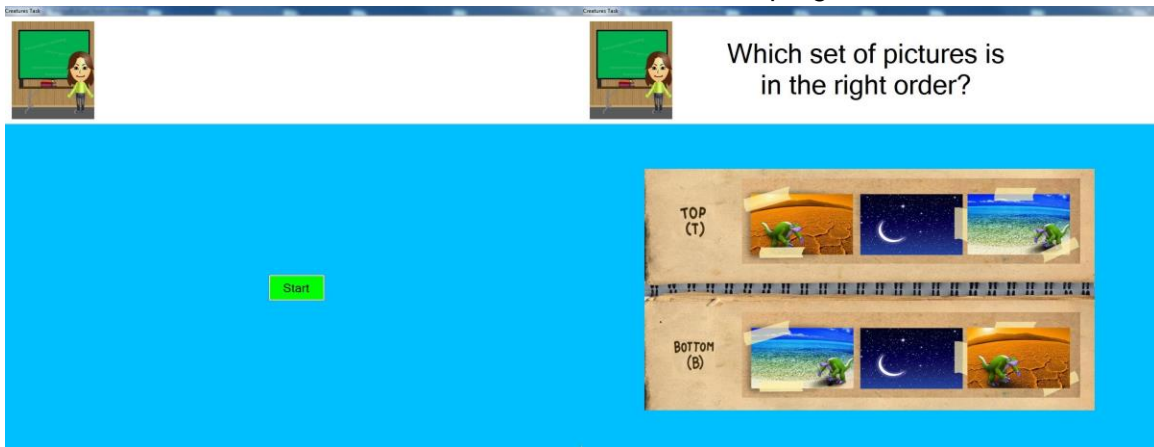 Creatures Task
Creatures Task
Which set of pictures is
in the right order?
Start
TOP
(T)
BOTTOM
(B)